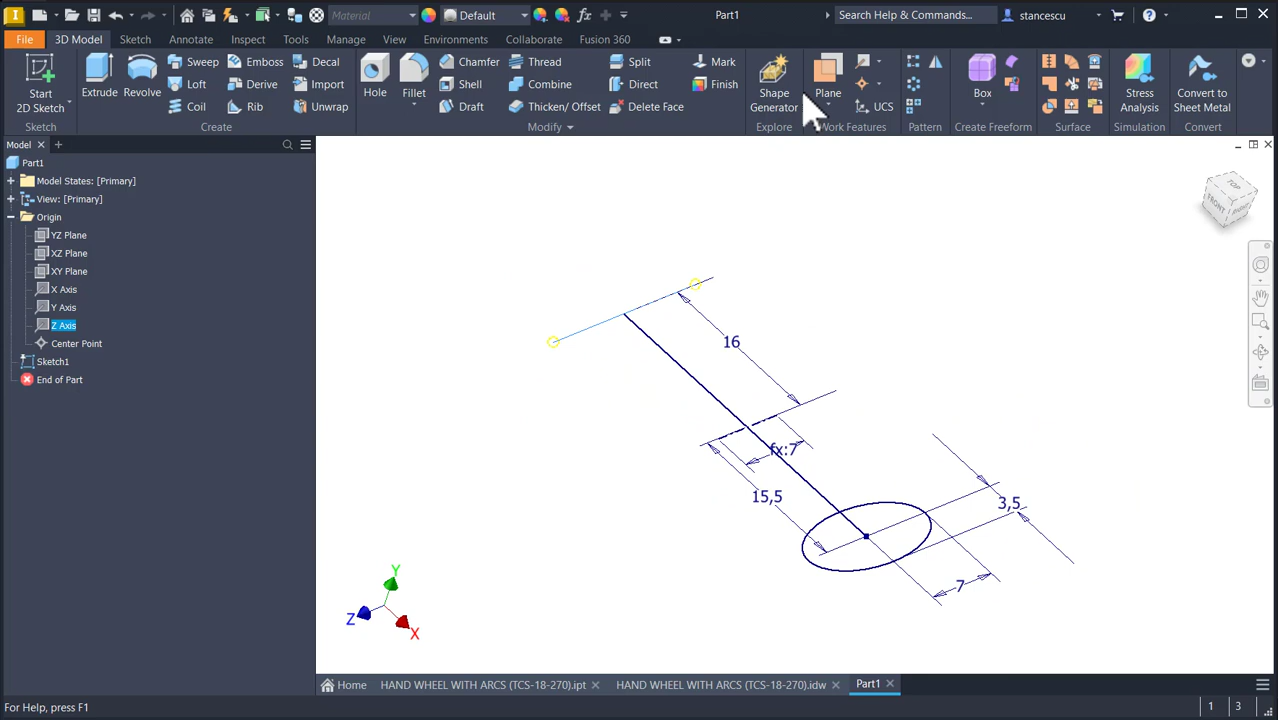 Material
Default
fx
Part1
Search Help & Commands...
stancescu
File
3D Model
Sketch
Annotate
Inspect
Tools
Manage
View
Environments
Collaborate
Fusion 360
Start
2D Sketch
Sketch
Extrude
Revolve
Sweep
Loft
Coil
Emboss
Derive
Rib
Decal
Import
Unwrap
Create
Hole
Fillet
Chamfer
Shell
Draft
Thread
Combine
Thicken/ Offset
Split
Direct
Delete Face
Modify
Mark
Finish
Shape
Generator
Explore
Plane
UCS
Work Features
Pattern
Box
Create Freeform
Surface
Stress
Analysis
Simulation
Convert to
Sheet Metal
Convert
Model
Part1
Model States: [Primary]
View: [Primary]
Origin
YZ Plane
XZ Plane
XY Plane
X Axis
Y Axis
Z Axis
Center Point
Sketch1
End of Part
TOP
FRONT
RIGHT
16
fx:7
15,5
3,5
7
Y
Z
X
Home
HAND WHEEL WITH ARCS (TCS-18-270).ipt
HAND WHEEL WITH ARCS (TCS-18-270).idw
Part1
For Help, press F1
1
3